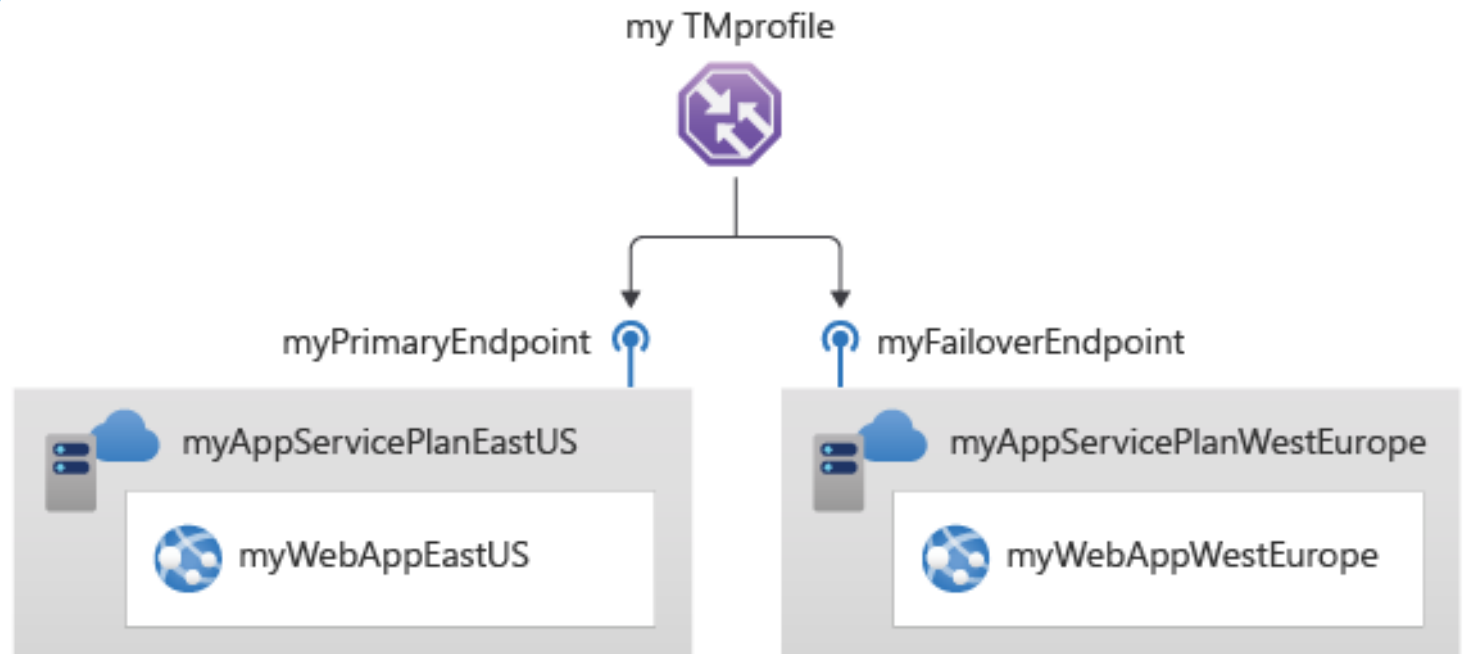 my TMprofile
myPrimaryEndpoint
myFailoverEndpoint
myAppServicePlanEastUS
myAppServicePlanWestEurope
myWebAppEastUS
myWebAppWestEurope